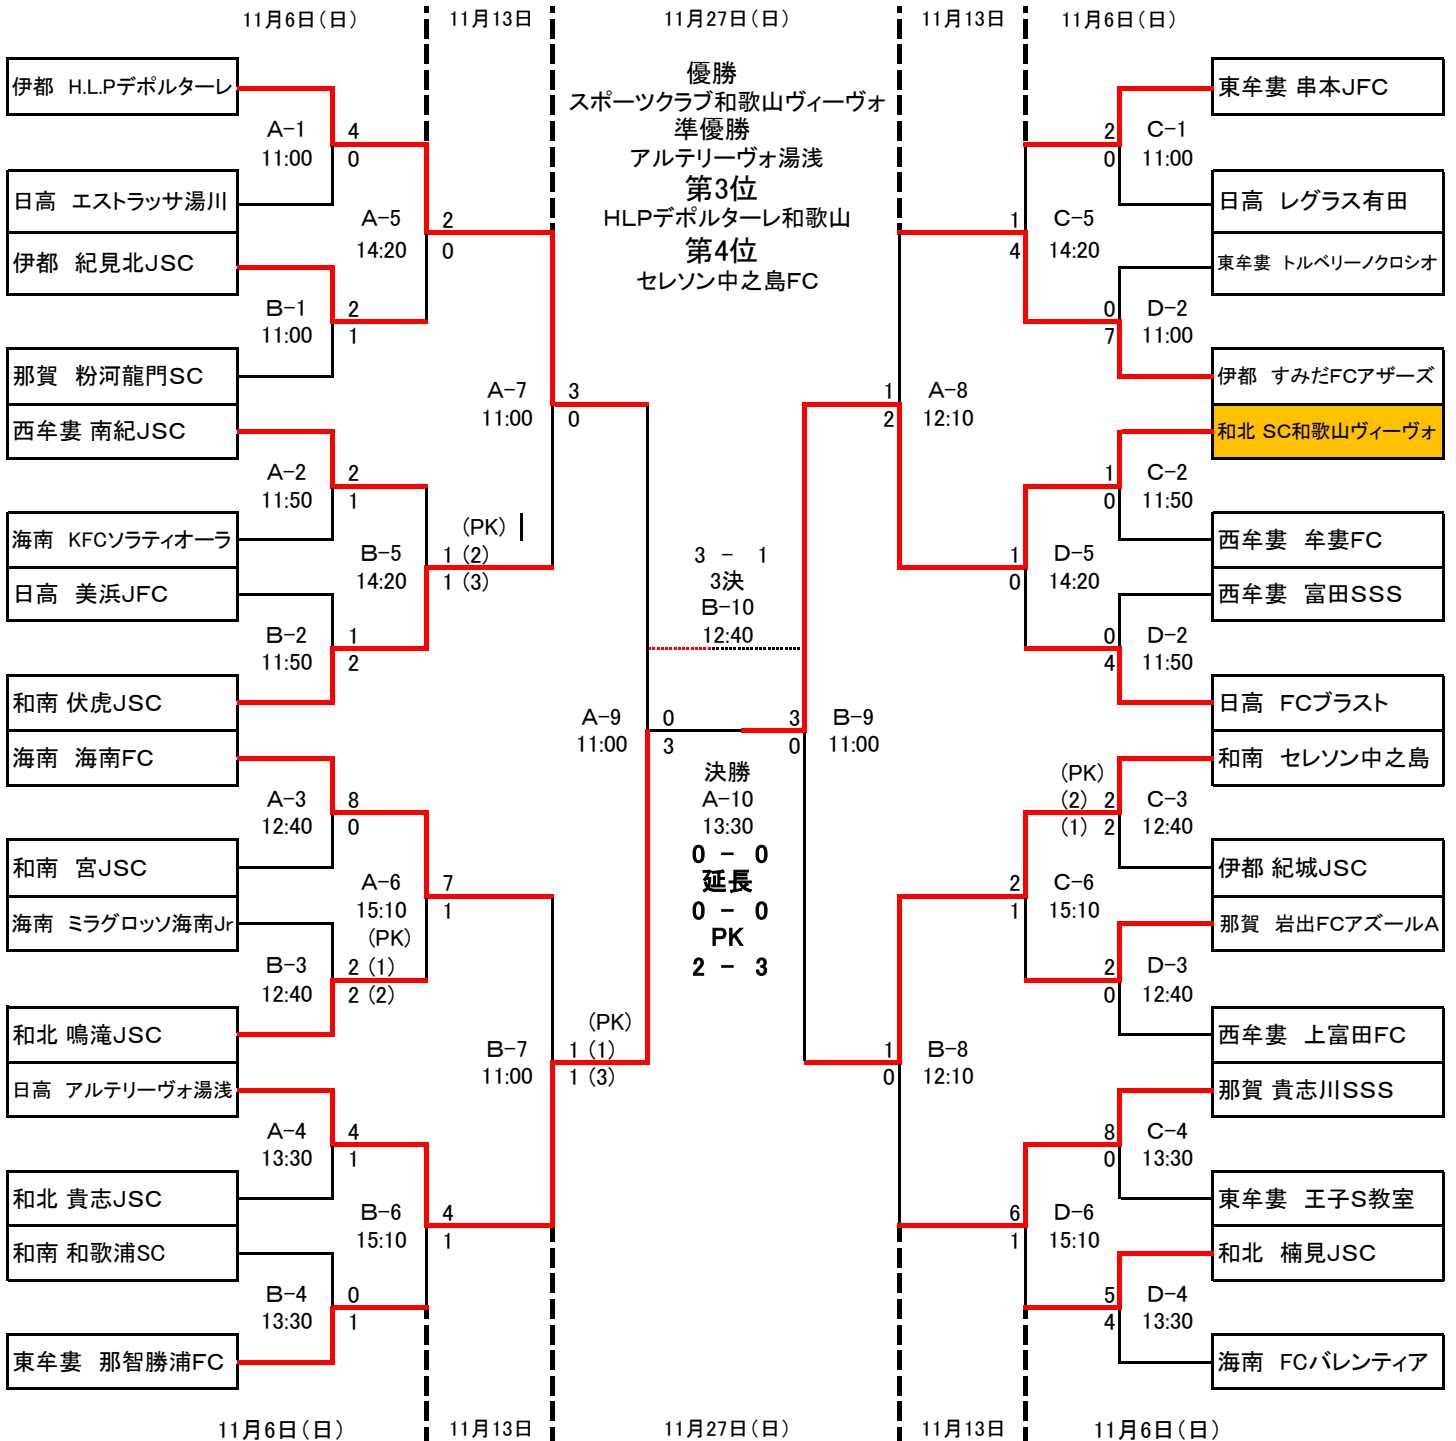 11月6日（日）
11月13日
11月27日（日）
11月13日
11月6日（日）
伊都　H.L.Pデポルターレ
A-1
11:00
4
0
日高　エストラッサ湯川
A-5
14:20
2
0
伊都　紀見北JSC
B-1
11:00
2
1
那賀　粉河龍門SC
A-7
11:00
3
0
西牟婁 南紀JSC
A-2
11:50
2
1
海南　KFCソラティオーラ
B-5
14:20
（PK）
1（2）
1（3）
日高　美浜JFC
B-2
11:50
1
2
和南 伏虎JSC
A-9
11:00
0
3
海南　海南FC
A-3
12:40
8
0
和南　宮JSC
A-6
15:10
7
1
海南　ミラグロッソ海南Jr
B-3
12:40
（PK）
2（1）
2（2）
和北 鳴滝JSC
B-7
11:00
（PK）
1（1）
1（3）
日高　アルテリーヴォ湯浅
A-4
13:30
4
1
和北 貴志JSC
B-6
15:10
4
1
和南 和歌浦SC
B-4
13:30
0
1
東牟婁　那智勝浦FC
優勝
スポーツクラブ和歌山ヴィーヴォ
準優勝
アルテリーヴォ湯浅
第3位
HLPデポルターレ和歌山
第4位
セレソン中之島FC
3 － 1
3決
B-10
12:40
決勝
A-10
13:30
0 － 0
延長
0 － 0
PK
2 － 3
東牟婁 串本JFC
2
0
C-1
11:00
日高　レグラス有田
1
4
C-5
14:20
東牟婁　トルベリーノクロシオ
0
7
D-2
11:00
伊都　すみだFCアザーズ
1
2
A-8
12:10
和北 SC和歌山ヴィーヴォ
1
0
C-2
11:50
西牟婁　牟婁FC
1
0
D-5
14:20
西牟婁　富田SSS
0
4
D-2
11:50
日高　FCブラスト
3
0
B-9
11:00
和南　セレソン中之島
（PK）
（2） 2
（1） 2
C-3
12:40
伊都 紀城JSC
2
1
C-6
15:10
那賀　岩出FCアズールA
2
0
D-3
12:40
西牟婁　上富田FC
1
0
B-8
12:10
那賀 貴志川SSS
8
0
C-4
13:30
東牟婁　王子S教室
6
1
D-6
15:10
和北　楠見JSC
5
4
D-4
13:30
海南　FCバレンティア
11月6日（日）
11月13日
11月27日（日）
11月13日
11月6日（日）